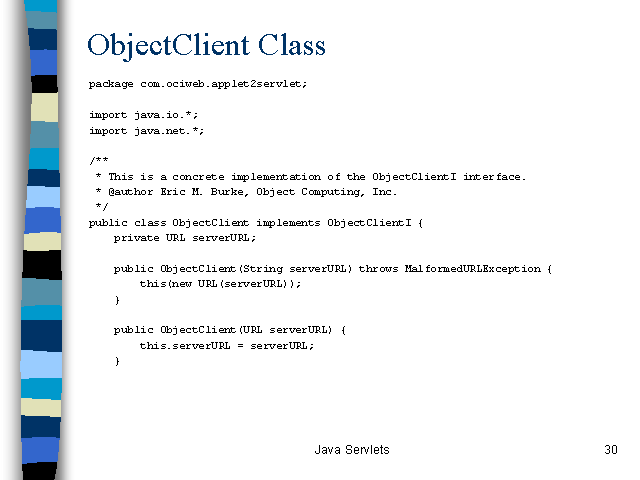 ObjectClient Class
package com.ociweb.applet2servlet;
import java.io.*;
import java.net.*;
/**
 * This is a concrete implementation of the ObjectClientI interface.
 * @author Eric M. Burke, Object Computing, Inc.
 */
public class ObjectClient implements ObjectClientI {
    private URL serverURL;
    public ObjectClient(String serverURL) throws MalformedURLException {
        this(new URL(serverURL));
    }
    public ObjectClient(URL serverURL) {
        this.serverURL = serverURL;
    }
Java Servlets
30